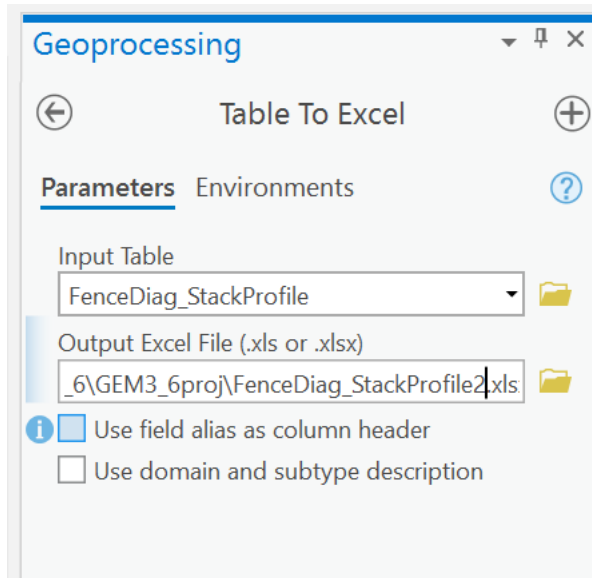 Geoprocessing
Table To Excel
Parameters Environments
Input Table
FenceDiag_StackProfile
Output Excel File (.xls or .xlsx)
_6\GEM3_6proj\FenceDiag_StackProfile2.xls
Use field alias as column header
Use domain and subtype description